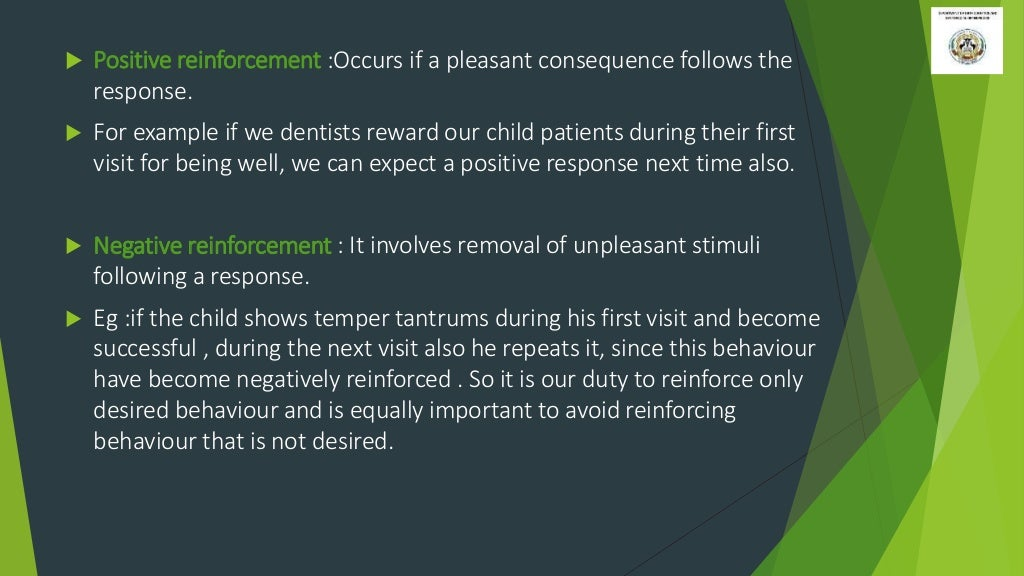 Positive reinforcement :Occurs if a pleasant consequence follows the
response.
For example if we dentists reward our child patients during their first
visit for being well, we can expect a positive response next time also.
Negative reinforcement : It involves removal of unpleasant stimuli
following a response.
Eg :if the child shows temper tantrums during his first visit and become
successful , during the next visit also he repeats it, since this behaviour
have become negatively reinforced . So it is our duty to reinforce only
desired behaviour and is equally important to avoid reinforcing
behaviour that is not desired.